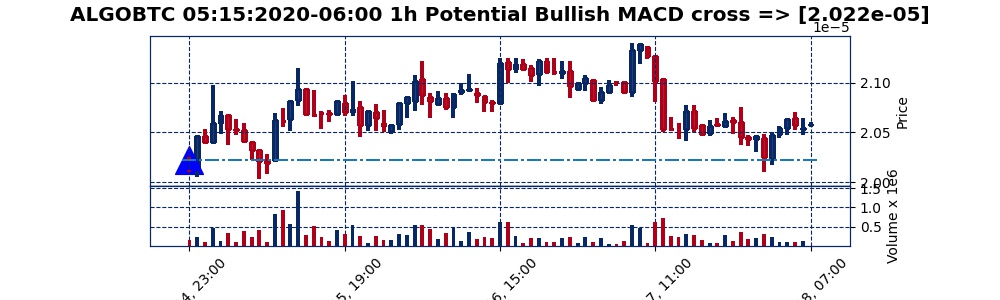 ALGOBTC 05:15:2020-06:00 1h Potential Bullish MACD cross => [2.022e-05]
1e−5
2.10
2.05
2.00
Price
1.5
1.0
0.5
Volume x 1e6
4, 23:00
5, 19:00
6, 15:00
7, 11:00
8, 07:00